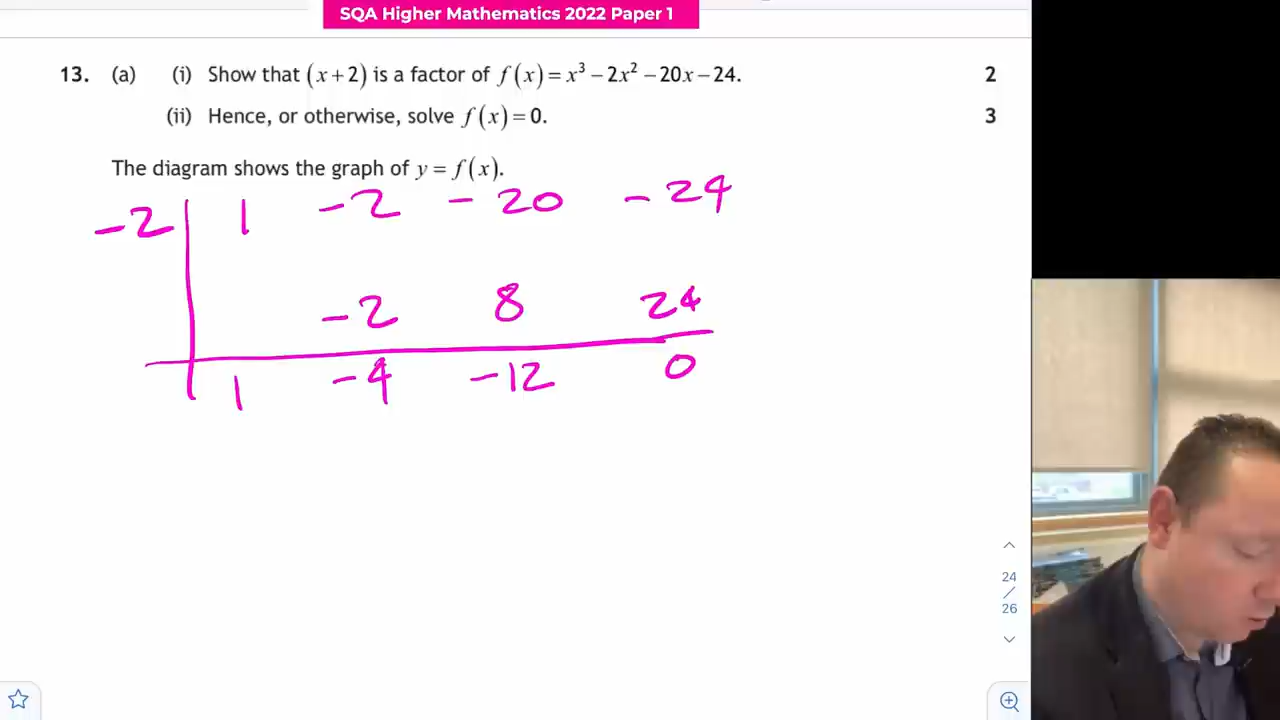 SQA Higher Mathematics 2022 Paper 1
13. (a) (i) Show that (x+2) is a factor of f(x)=x³−2x²−20x−24. 2
(ii) Hence, or otherwise, solve f(x)=0. 3
The diagram shows the graph of y=f(x).
-2 1 -2 -20 -24
-2 8 24
1 -4 -12 0
24
/
26